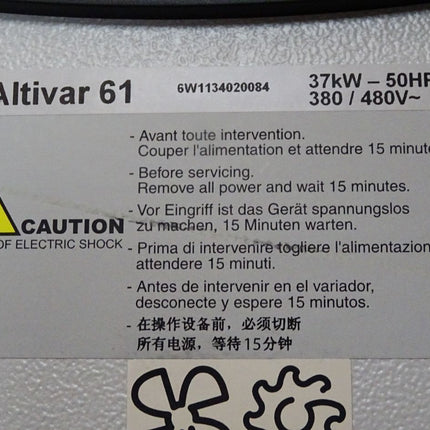 Altivar 61
6W1134020084
37kW – 50HP
380 / 480V~
- Avant toute intervention.
Couper l'alimentation et attendre 15 minutes.
- Before servicing.
Remove all power and wait 15 minutes.
- Vor Eingriff ist das Gerät spannungslos
zu machen, 15 Minuten warten.
CAUTION
OF ELECTRIC SHOCK
- Prima di intervenire togliere l'alimentazione
attendere 15 minuti.
- Antes de intervenir en el variador,
desconecte y espere 15 minutos.
- 在操作设备前，必须切断
所有电源，等待15分钟